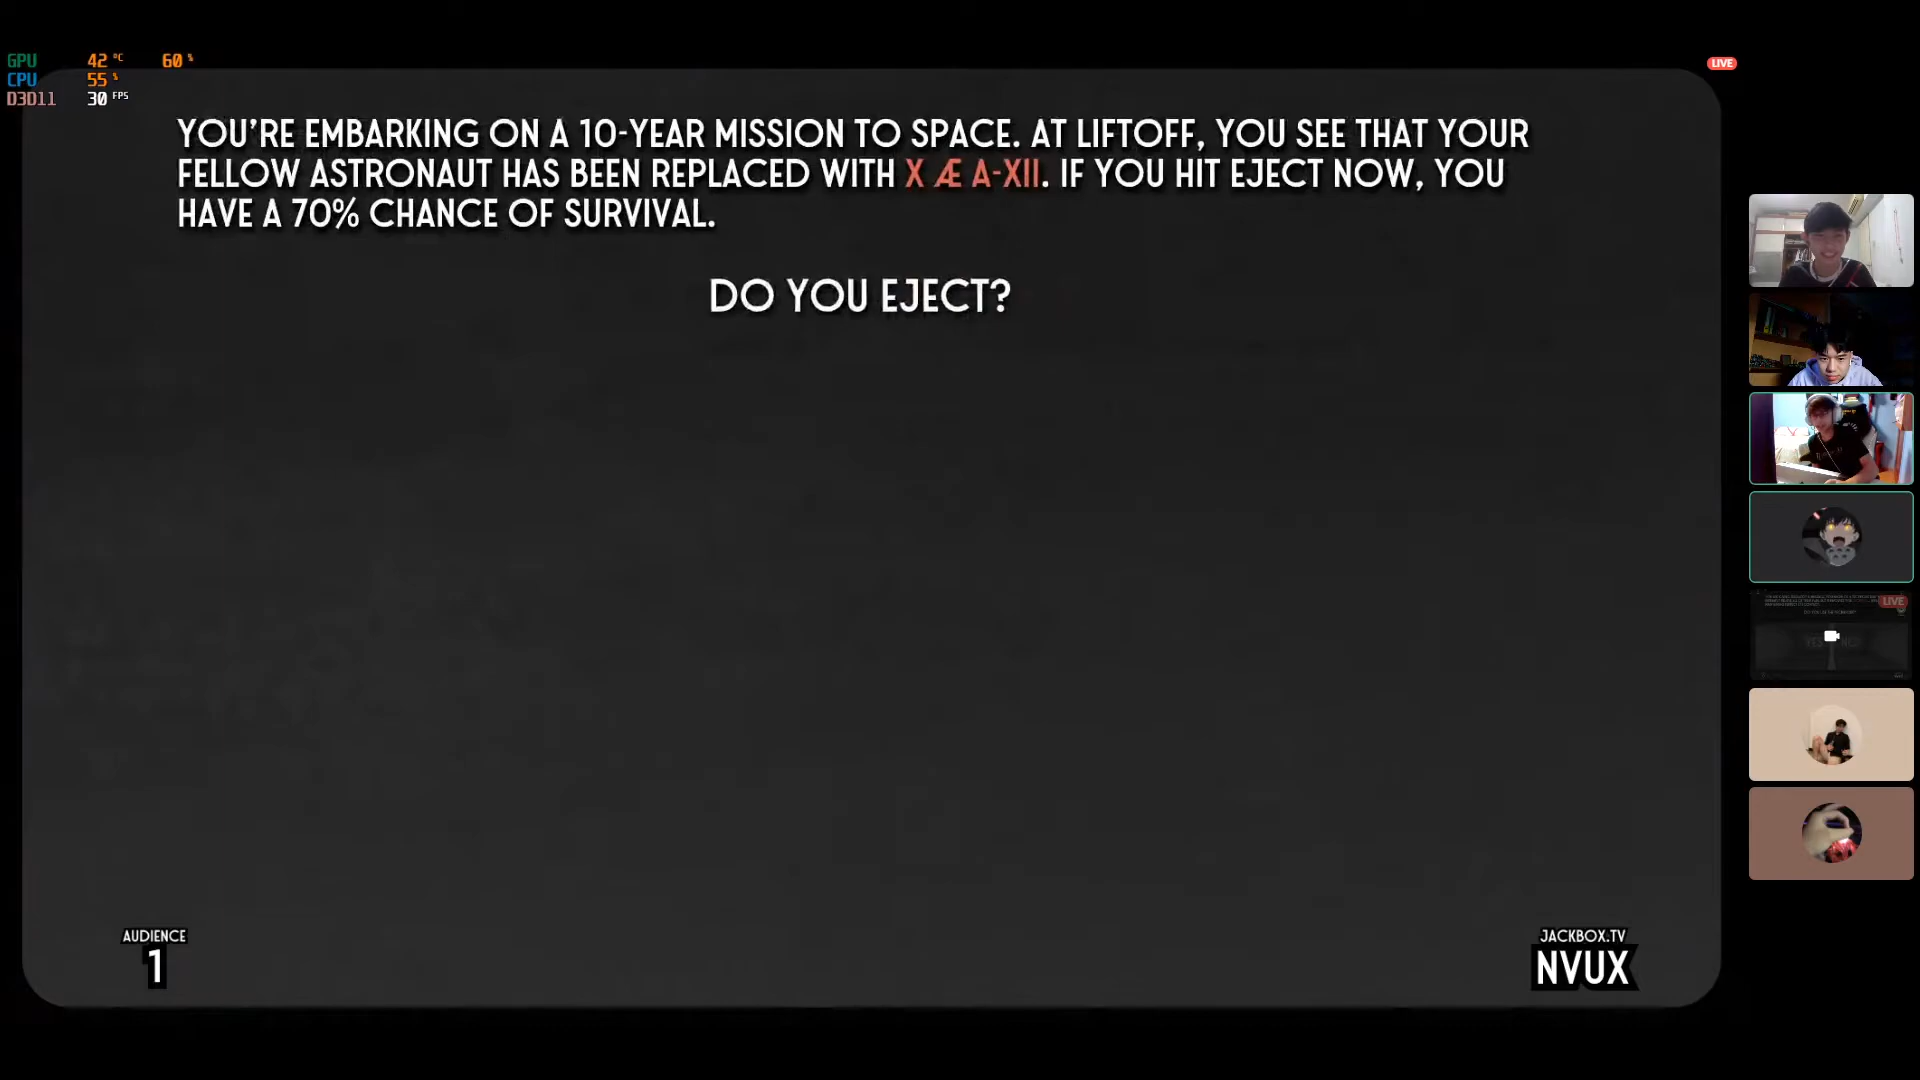 GPU 42 °C 60 %
CPU 55 %
D3D11 30 FPS
LIVE
YOU'RE EMBARKING ON A 10-YEAR MISSION TO SPACE. AT LIFTOFF, YOU SEE THAT YOUR
FELLOW ASTRONAUT HAS BEEN REPLACED WITH X Æ A-XII. IF YOU HIT EJECT NOW, YOU
HAVE A 70% CHANCE OF SURVIVAL.
DO YOU EJECT?
LIVE
AUDIENCE
1
JACKBOX.TV
NVUX